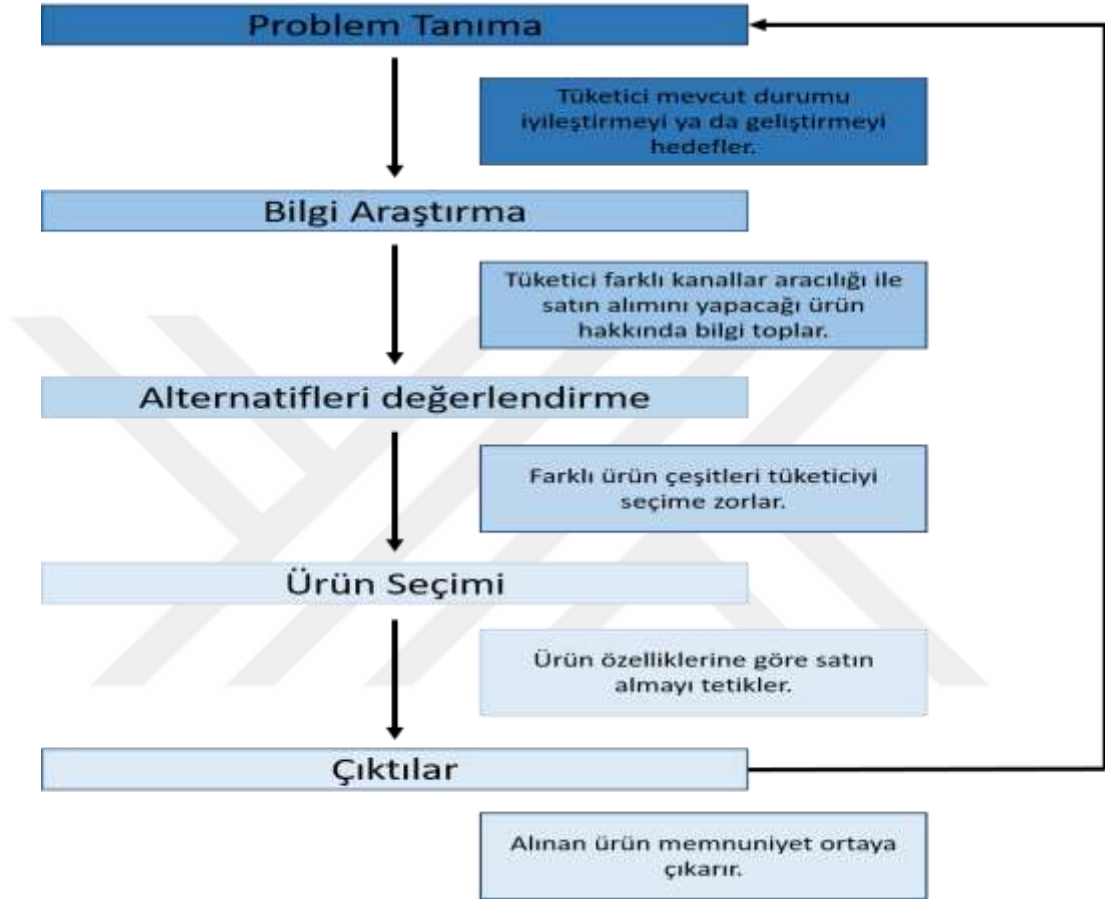 Problem Tanıma
Tüketici mevcut durumu
iyileştirmeyi ya da geliştirmeyi
hedefler.
Bilgi Araştırma
Tüketici farklı kanallar aracılığı ile
satın alımını yapacağı ürün
hakkında bilgi toplar.
Alternatifleri değerlendirme
Farklı ürün çeşitleri tüketiciyi
seçime zorlar.
Ürün Seçimi
Ürün özelliklerine göre satın
almayı tetikler.
Çıktılar
Alınan ürün memnuniyet ortaya
çıkarır.